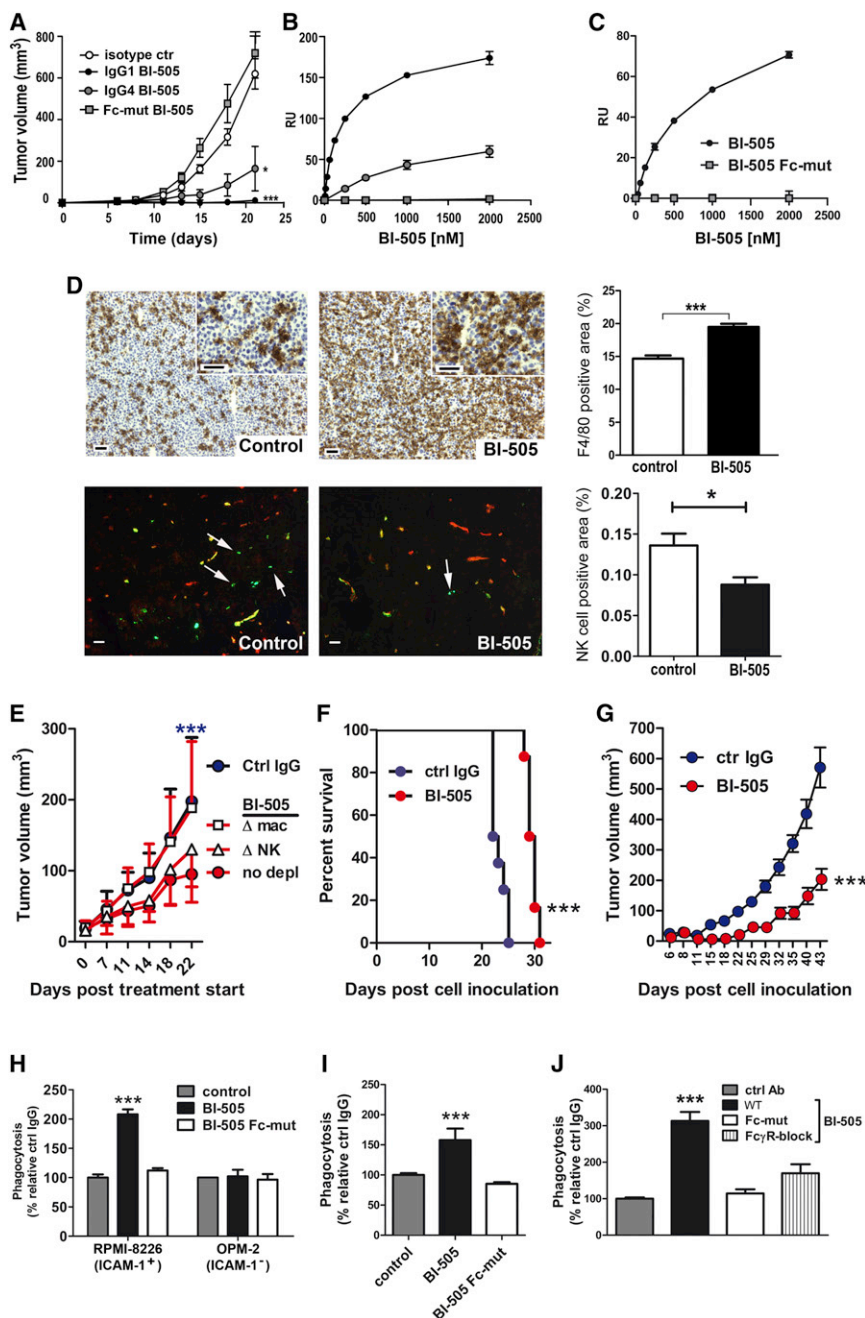 A
Tumor volume (mm³)
800
600
400
200
0
isotype ctr
IgG1 BI-505
IgG4 BI-505
Fc-mut BI-505
*
***
0 5 10 15 20 25
Time (days)
B
RU
200
150
100
50
0
0 500 1000 1500 2000
BI-505 [nM]
C
RU
80
60
40
20
0
BI-505
BI-505 Fc-mut
0 500 1000 1500 2000
BI-505 [nM]
D
Control
BI-505
F4/80 positive area (%)
25
20
15
10
5
0
***
control BI-505
Control
BI-505
NK cell positive area (%)
0.20
0.15
0.10
0.05
0.00
*
control BI-505
E
Tumor volume (mm³)
300
200
100
0
***
Ctrl IgG
BI-505
Δ mac
Δ NK
no depl
0 7 11 14 18 22
Days post treatment start
F
Percent survival
100
80
60
40
20
0
ctrl IgG
BI-505
***
0 10 20 30
Days post cell inoculation
G
Tumor volume (mm³)
700
600
500
400
300
200
100
0
ctr IgG
BI-505
***
6 8 11 15 18 22 25 29 32 35 40 43
Days post cell inoculation
H
Phagocytosis
(% relative ctrl IgG)
250
200
150
100
50
0
***
control
BI-505
BI-505 Fc-mut
RPMI-8226
(ICAM-1⁺)
OPM-2
(ICAM-1⁻)
I
Phagocytosis
(% relative ctrl IgG)
250
200
150
100
50
0
***
control
BI-505
BI-505 Fc-mut
J
Phagocytosis
(% relative ctrl IgG)
400
300
200
100
0
***
ctrl Ab
WT
Fc-mut
FcγR-block
BI-505